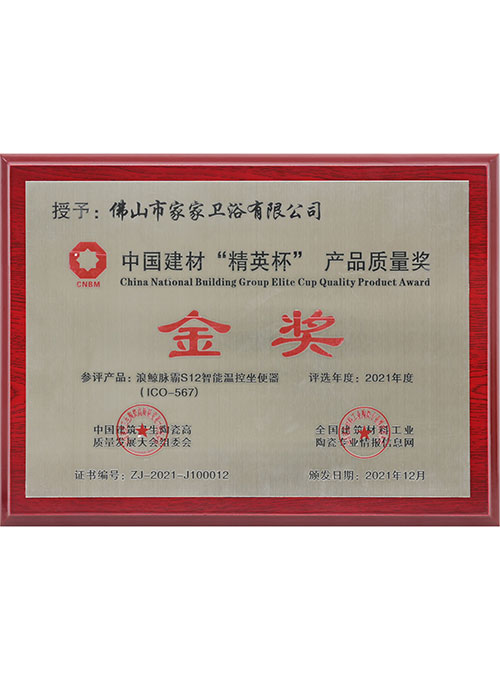 授予：佛山市家家卫浴有限公司
CNBM
中国建材“精英杯” 产品质量奖
China National Building Group Elite Cup Quality Product Award
金 奖
参评产品：浪鲸脉霸S12智能温控坐便器 评选年度：2021年度
（ICO-567）
中国建筑卫生陶瓷高 全国建筑材料工业
质量发展大会组委会 陶瓷专业情报信息网
证书编号：ZJ-2021-J100012 颁发日期：2021年12月